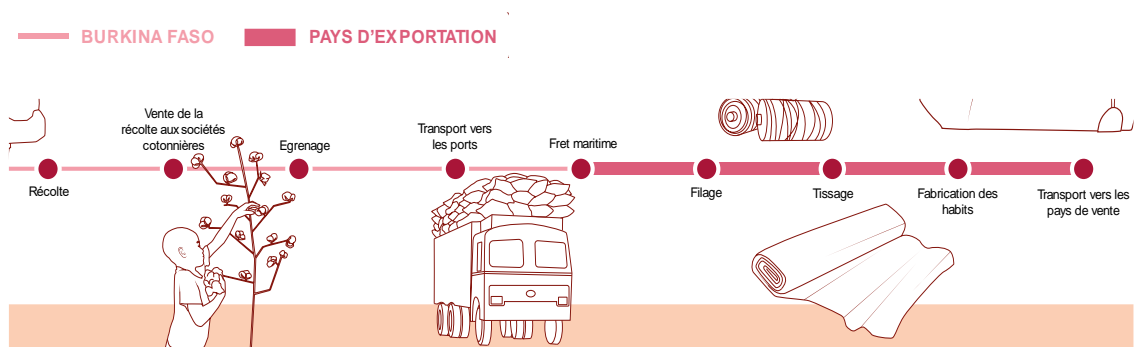 BURKINA FASO
PAYS D'EXPORTATION
Vente de la
récolte aux sociétés
cotonnières
Egrenage
Transport vers
les ports
Fret maritime
Récolte
Filage
Tissage
Fabrication des
habits
Transport vers les
pays de vente